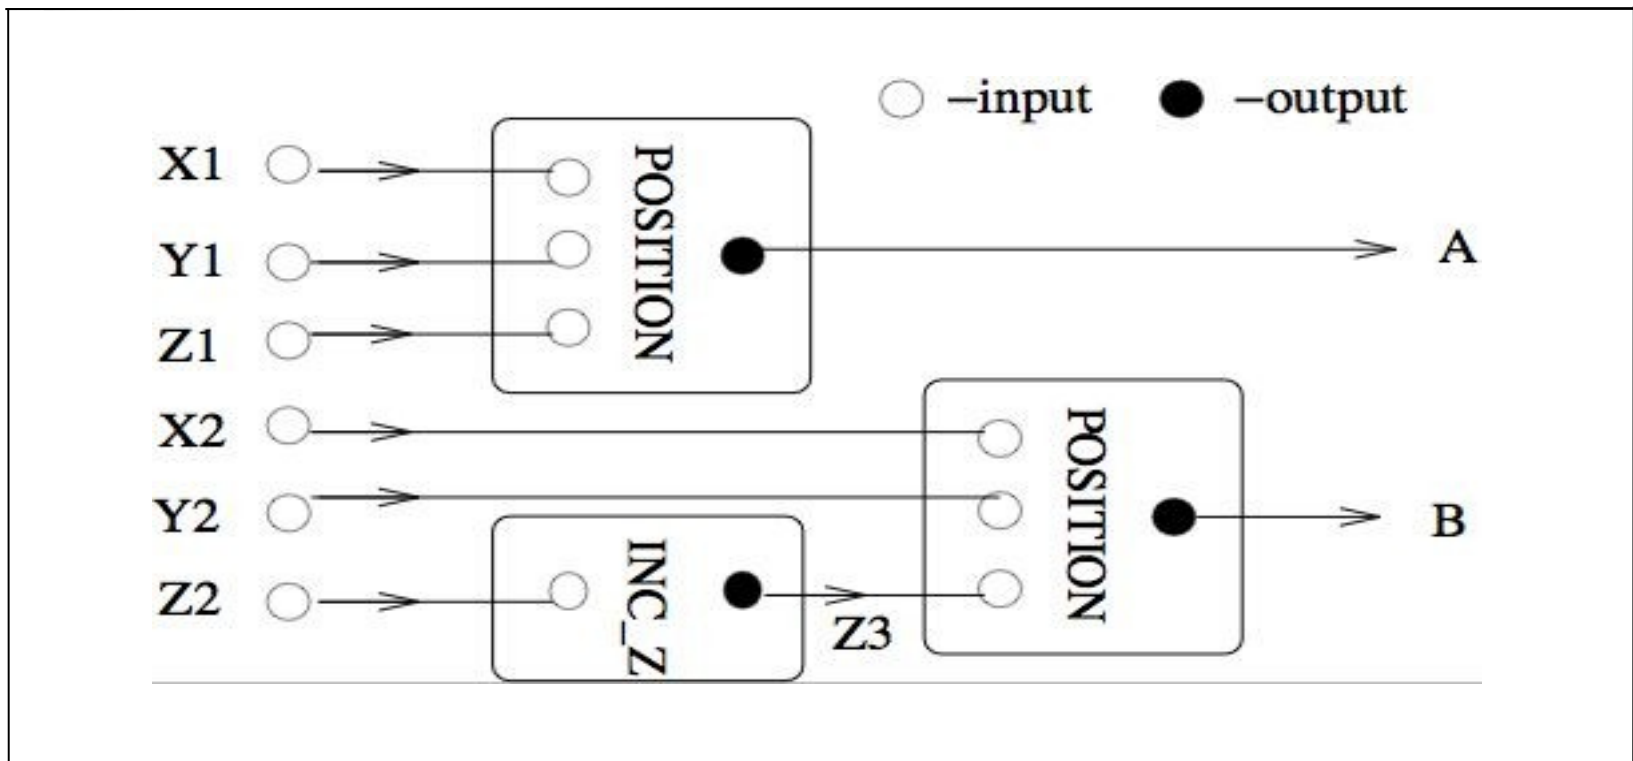 –input –output
X1
Y1
Z1
X2
Y2
Z2
POSITION
A
POSITION
INC_Z
Z3
B